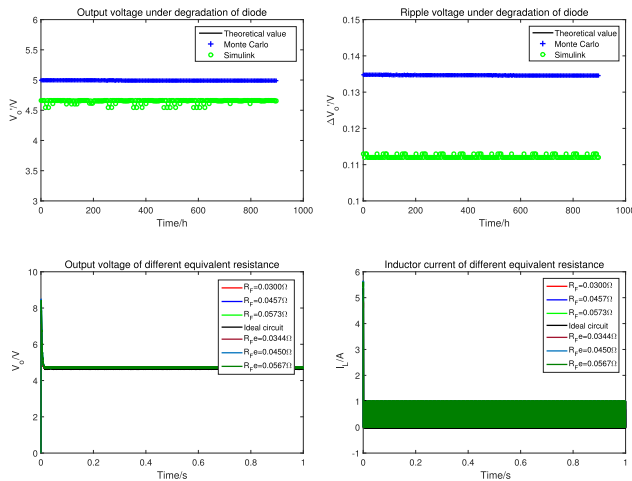 Output voltage under degradation of diode
6
5.5
5
4.5
4
3.5
3
V_o'/V
0 200 400 600 800 1000
Time/h
Theoretical value
Monte Carlo
Simulink
Ripple voltage under degradation of diode
0.15
0.14
0.13
0.12
0.11
0.1
ΔV_o'/V
0 200 400 600 800 1000
Time/h
Theoretical value
Monte Carlo
Simulink
Output voltage of different equivalent resistance
10
8
6
4
2
0
V_o/V
0 0.2 0.4 0.6 0.8 1
Time/s
R_F=0.0300Ω
R_F=0.0457Ω
R_F=0.0573Ω
Ideal circuit
R_Fe=0.0344Ω
R_Fe=0.0450Ω
R_Fe=0.0567Ω
Inductor current of different equivalent resistance
6
5
4
3
2
1
0
-1
I_L/A
0 0.2 0.4 0.6 0.8 1
Time/s
R_F=0.0300Ω
R_F=0.0457Ω
R_F=0.0573Ω
Ideal circuit
R_Fe=0.0344Ω
R_Fe=0.0450Ω
R_Fe=0.0567Ω